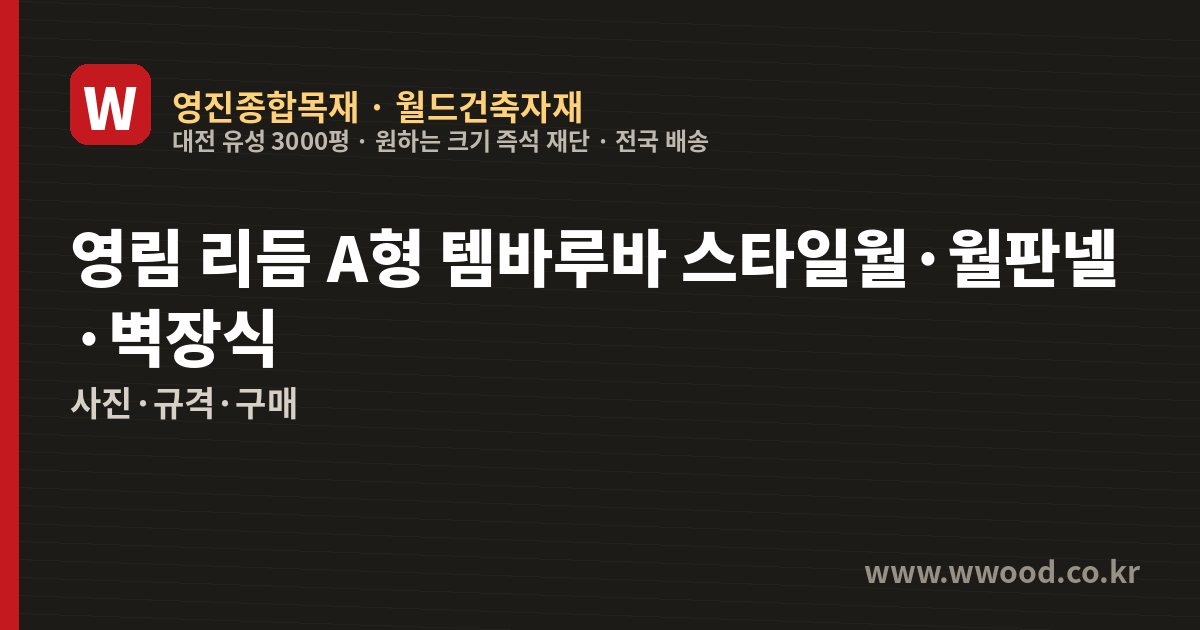 W
영진종합목재 · 월드건축자재
대전 유성 3000평 · 원하는 크기 즉석 재단 · 전국 배송
영림 리듬 A형 템바루바 스타일월·월판넬
·벽장식
사진·규격·구매
www.wwood.co.kr